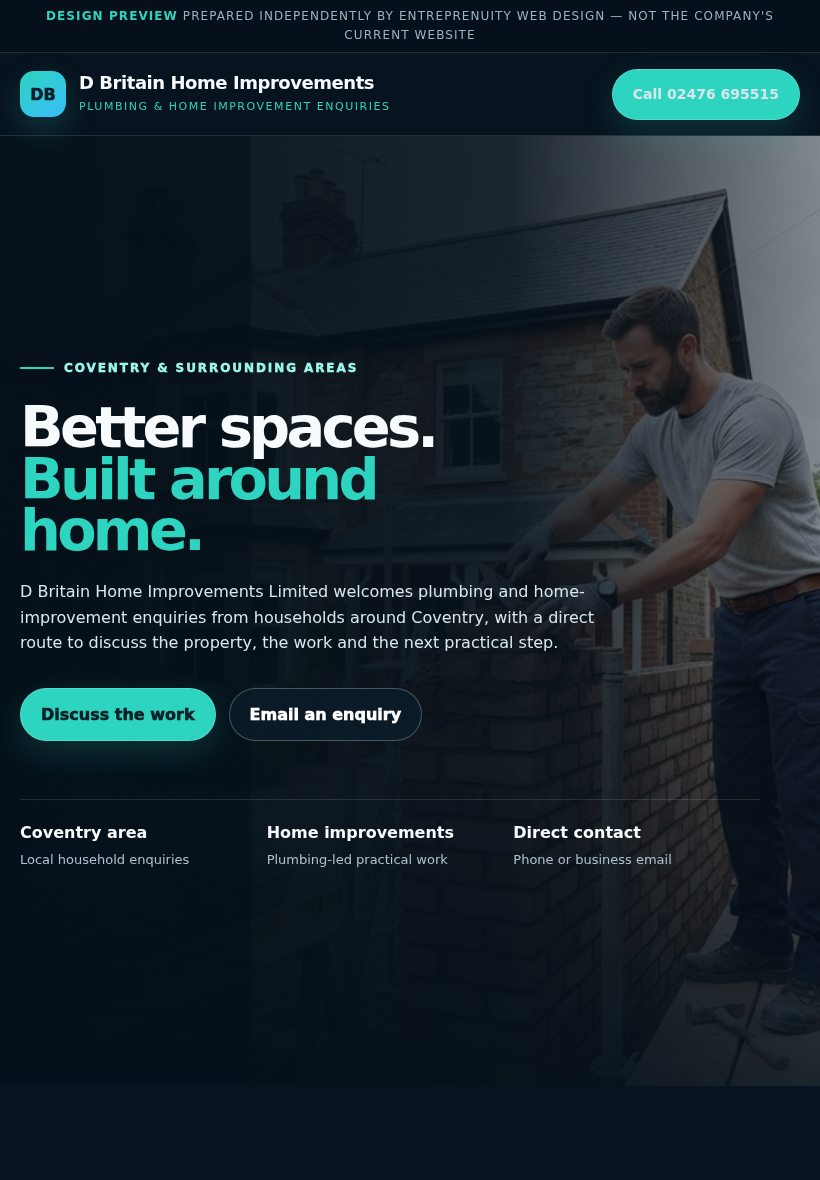 DESIGN PREVIEW PREPARED INDEPENDENTLY BY ENTREPRENUITY WEB DESIGN — NOT THE COMPANY'S
CURRENT WEBSITE
DB
D Britain Home Improvements
PLUMBING & HOME IMPROVEMENT ENQUIRIES
Call 02476 695515
COVENTRY & SURROUNDING AREAS
Better spaces.
Built around
home.
D Britain Home Improvements Limited welcomes plumbing and home-
improvement enquiries from households around Coventry, with a direct
route to discuss the property, the work and the next practical step.
Discuss the work
Email an enquiry
Coventry area
Local household enquiries
Home improvements
Plumbing-led practical work
Direct contact
Phone or business email